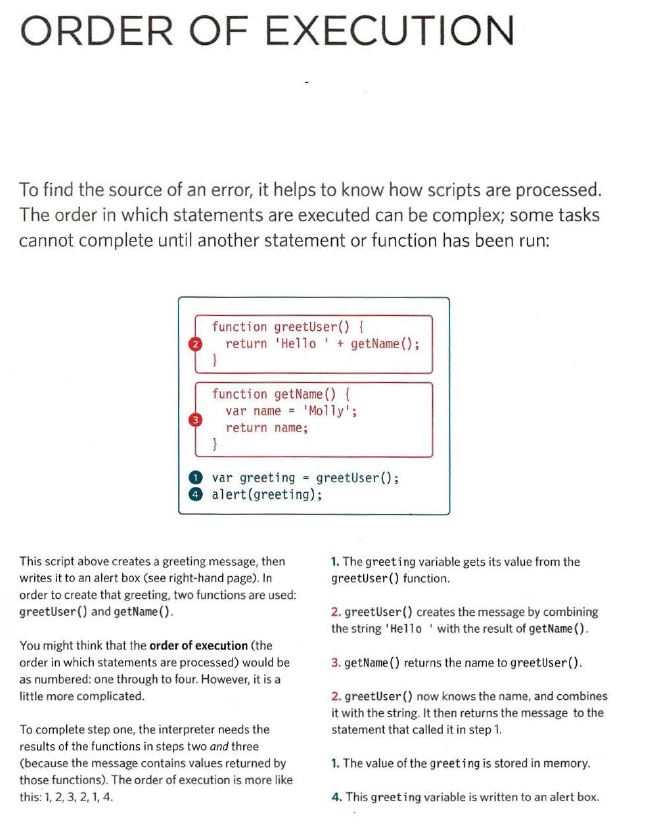 ORDER OF EXECUTION
To find the source of an error, it helps to know how scripts are processed.
The order in which statements are executed can be complex; some tasks
cannot complete until another statement or function has been run:
function greetUser() {
2 return 'Hello ' + getName();
}
function getName() {
var name = 'Molly';
3 return name;
}
1 var greeting = greetUser();
4 alert(greeting);
This script above creates a greeting message, then
writes it to an alert box (see right-hand page). In
order to create that greeting, two functions are used:
greetUser() and getName().
You might think that the order of execution (the
order in which statements are processed) would be
as numbered: one through to four. However, it is a
little more complicated.
To complete step one, the interpreter needs the
results of the functions in steps two and three
(because the message contains values returned by
those functions). The order of execution is more like
this: 1, 2, 3, 2, 1, 4.
1. The greeting variable gets its value from the
greetUser() function.
2. greetUser() creates the message by combining
the string 'Hello ' with the result of getName().
3. getName() returns the name to greetUser().
2. greetUser() now knows the name, and combines
it with the string. It then returns the message to the
statement that called it in step 1.
1. The value of the greeting is stored in memory.
4. This greeting variable is written to an alert box.